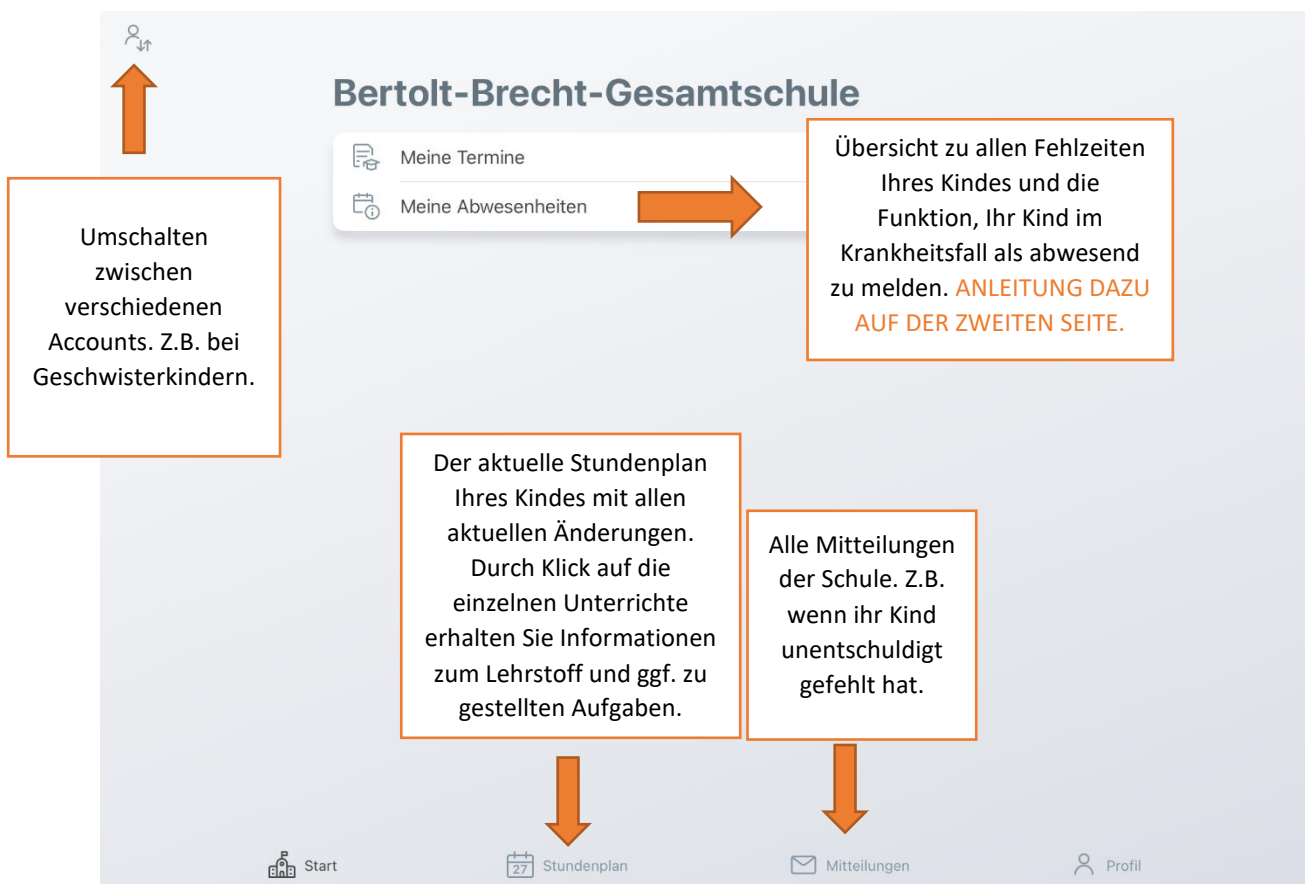 Bertolt-Brecht-Gesamtschule
Meine Termine
Meine Abwesenheiten
Übersicht zu allen Fehlzeiten
Ihres Kindes und die
Funktion, Ihr Kind im
Krankheitsfall als abwesend
zu melden. ANLEITUNG DAZU
AUF DER ZWEITEN SEITE.
Umschalten
zwischen
verschiedenen
Accounts. Z.B. bei
Geschwisterkindern.
Der aktuelle Stundenplan
Ihres Kindes mit allen
aktuellen Änderungen.
Durch Klick auf die
einzelnen Unterrichte
erhalten Sie Informationen
zum Lehrstoff und ggf. zu
gestellten Aufgaben.
Alle Mitteilungen
der Schule. Z.B.
wenn ihr Kind
unentschuldigt
gefehlt hat.
Start
27 Stundenplan
Mitteilungen
Profil